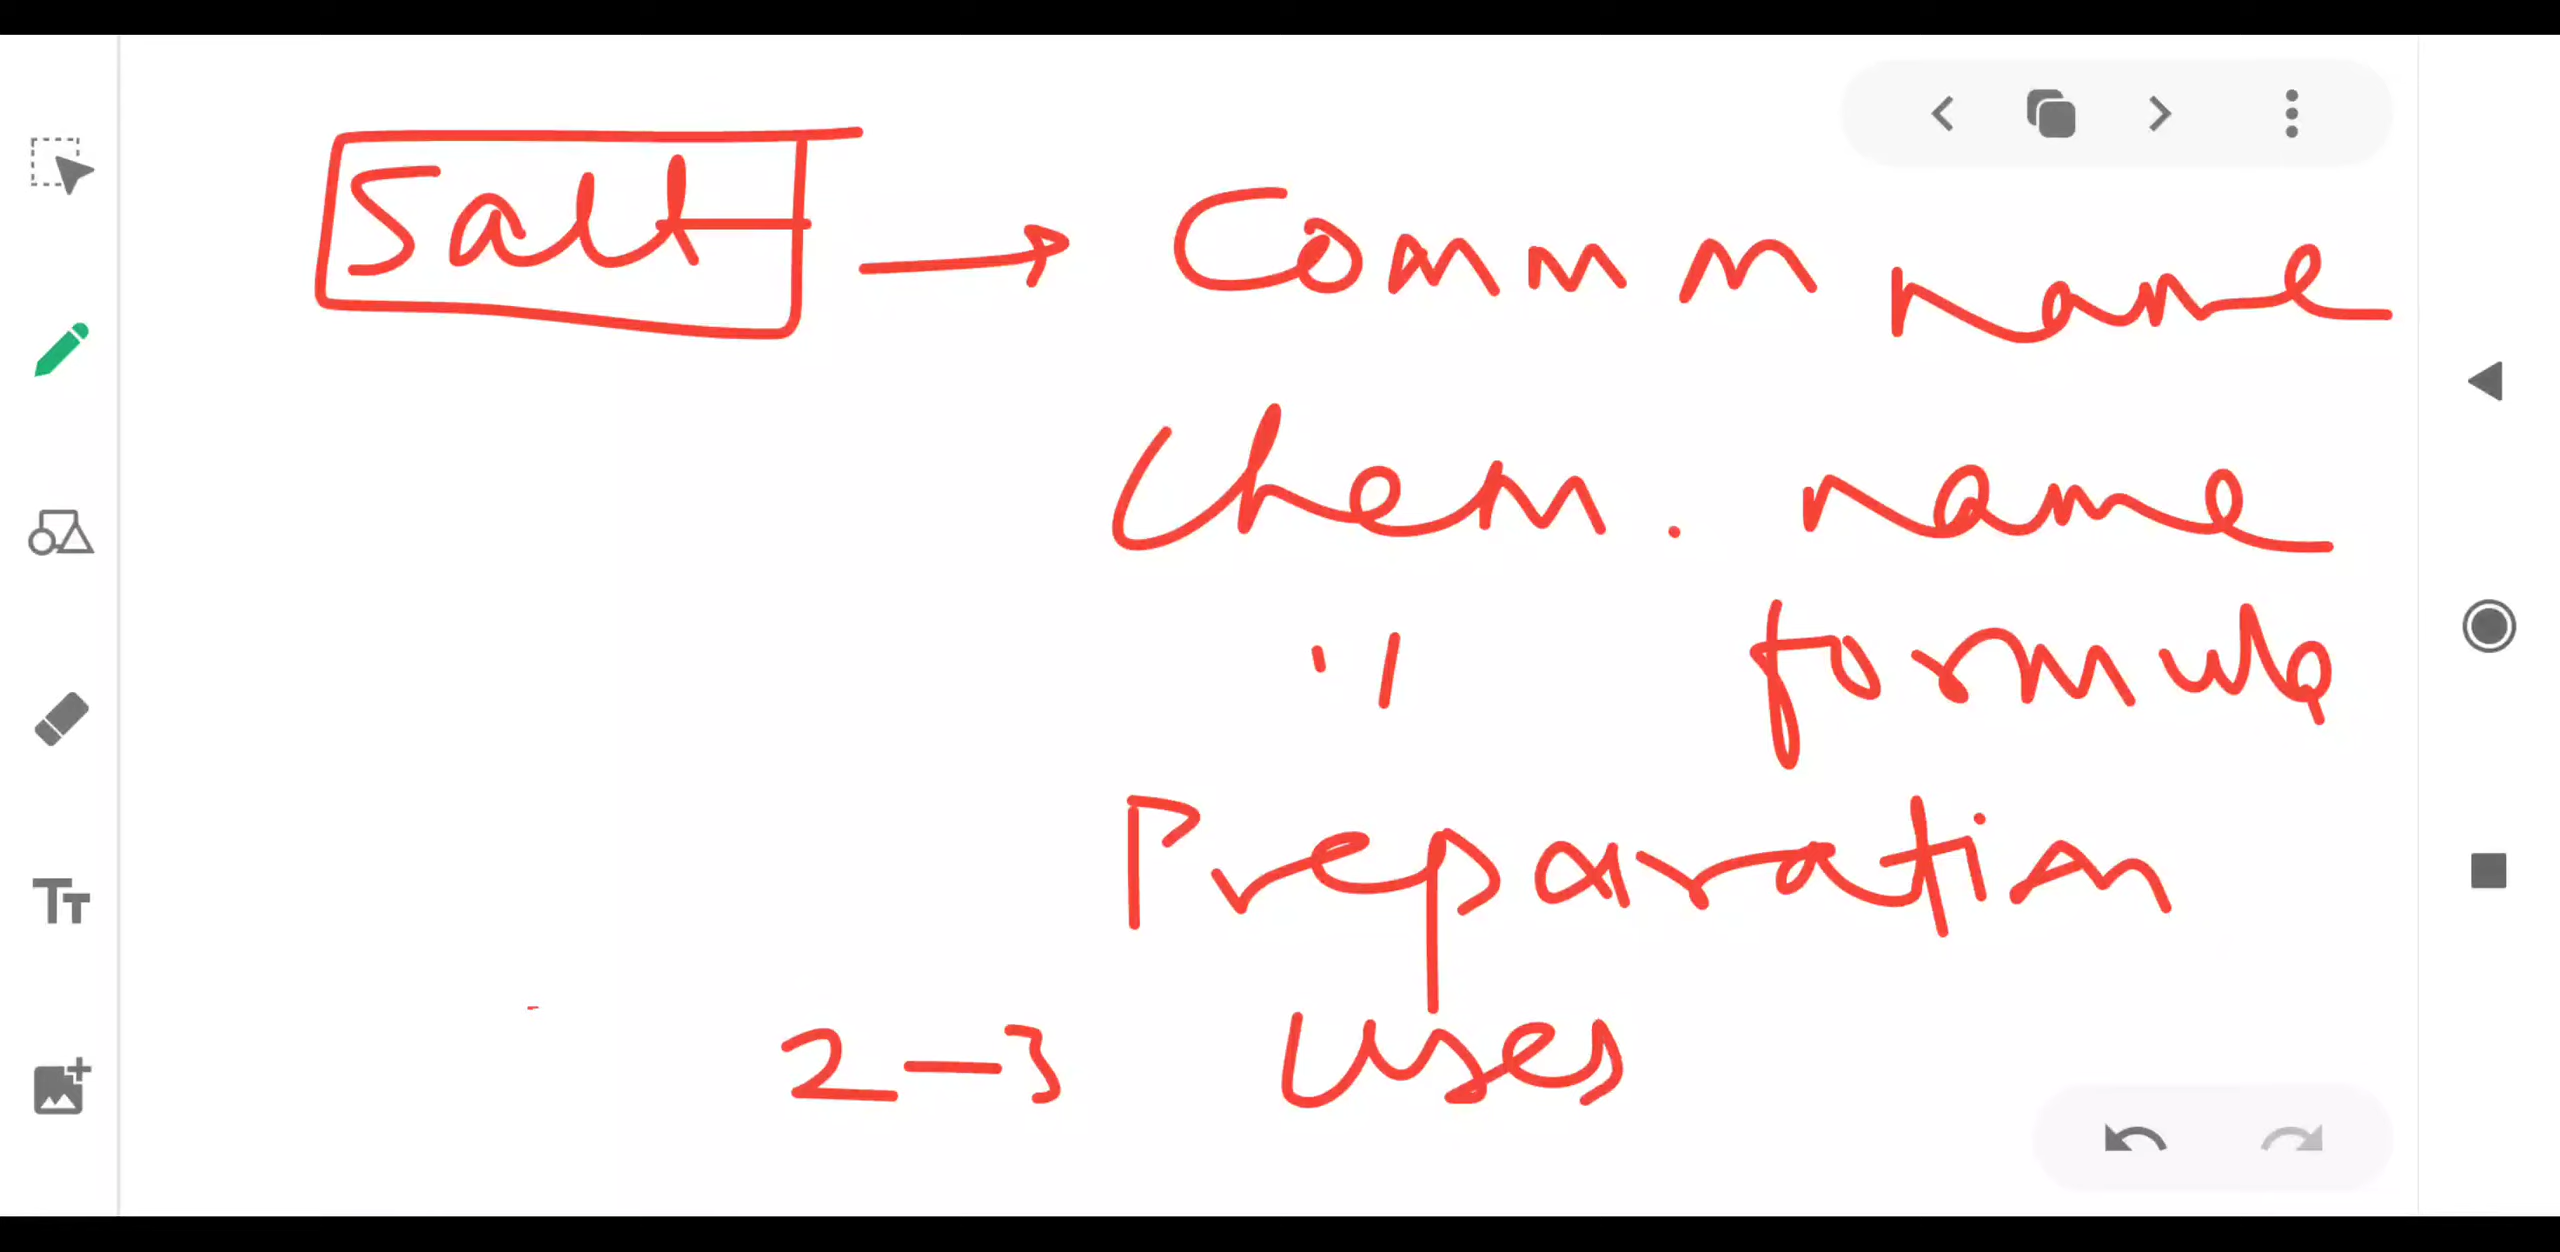 Salt → Common name
Chem. name
" formula
Preparation
2-3 uses